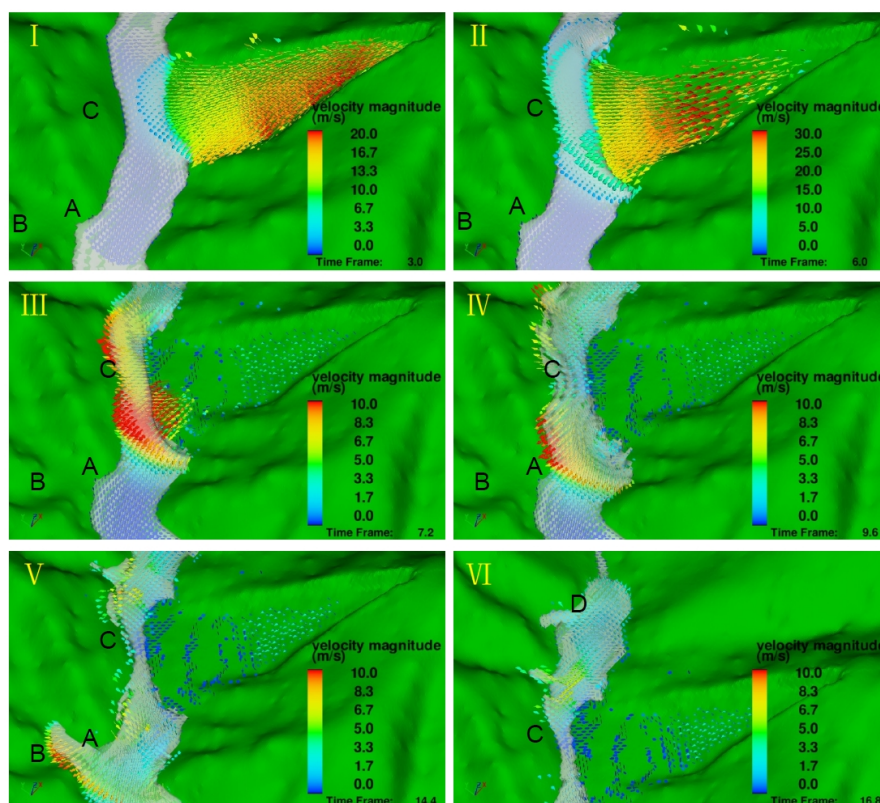 I
C
A
B
velocity magnitude
(m/s)
20.0
16.7
13.3
10.0
6.7
3.3
0.0
Time Frame: 3.0
II
C
A
B
velocity magnitude
(m/s)
30.0
25.0
20.0
15.0
10.0
5.0
0.0
Time Frame: 6.0
III
C
A
B
velocity magnitude
(m/s)
10.0
8.3
6.7
5.0
3.3
1.7
0.0
Time Frame: 7.2
IV
C
A
B
velocity magnitude
(m/s)
10.0
8.3
6.7
5.0
3.3
1.7
0.0
Time Frame: 9.6
V
C
A
B
velocity magnitude
(m/s)
10.0
8.3
6.7
5.0
3.3
1.7
0.0
Time Frame: 14.4
VI
D
C
velocity magnitude
(m/s)
10.0
8.3
6.7
5.0
3.3
1.7
0.0
Time Frame: 16.8